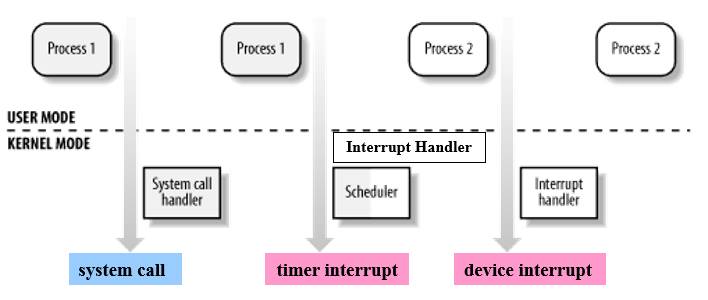 Process 1
Process 1
Process 2
Process 2
USER MODE
KERNEL MODE
Interrupt Handler
System call
handler
Scheduler
Interrupt
handler
system call
timer interrupt
device interrupt